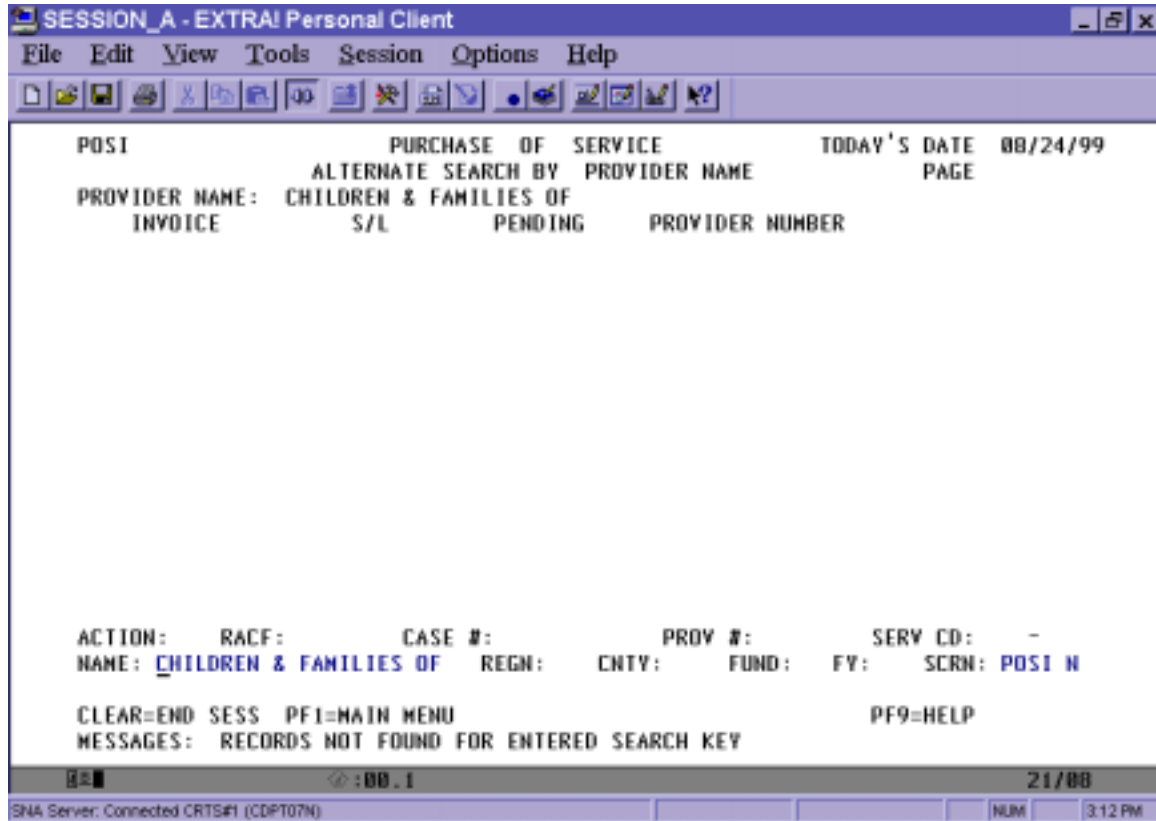 SESSION_A - EXTRA! Personal Client
File Edit View Tools Session Options Help
POSI PURCHASE OF SERVICE TODAY'S DATE 08/24/99
ALTERNATE SEARCH BY PROVIDER NAME PAGE
PROVIDER NAME: CHILDREN & FAMILIES OF
INVOICE S/L PENDING PROVIDER NUMBER
ACTION: RACF: CASE #: PROV #: SERV CD: -
NAME: CHILDREN & FAMILIES OF REGN: CNTY: FUND: FY: SCRN: POSI N
CLEAR=END SESS PF1=MAIN MENU PF9=HELP
MESSAGES: RECORDS NOT FOUND FOR ENTERED SEARCH KEY
:00.1 21/08
SNA Server: Connected CRTS#1 (CDPT07N) NUM 3:12 PM